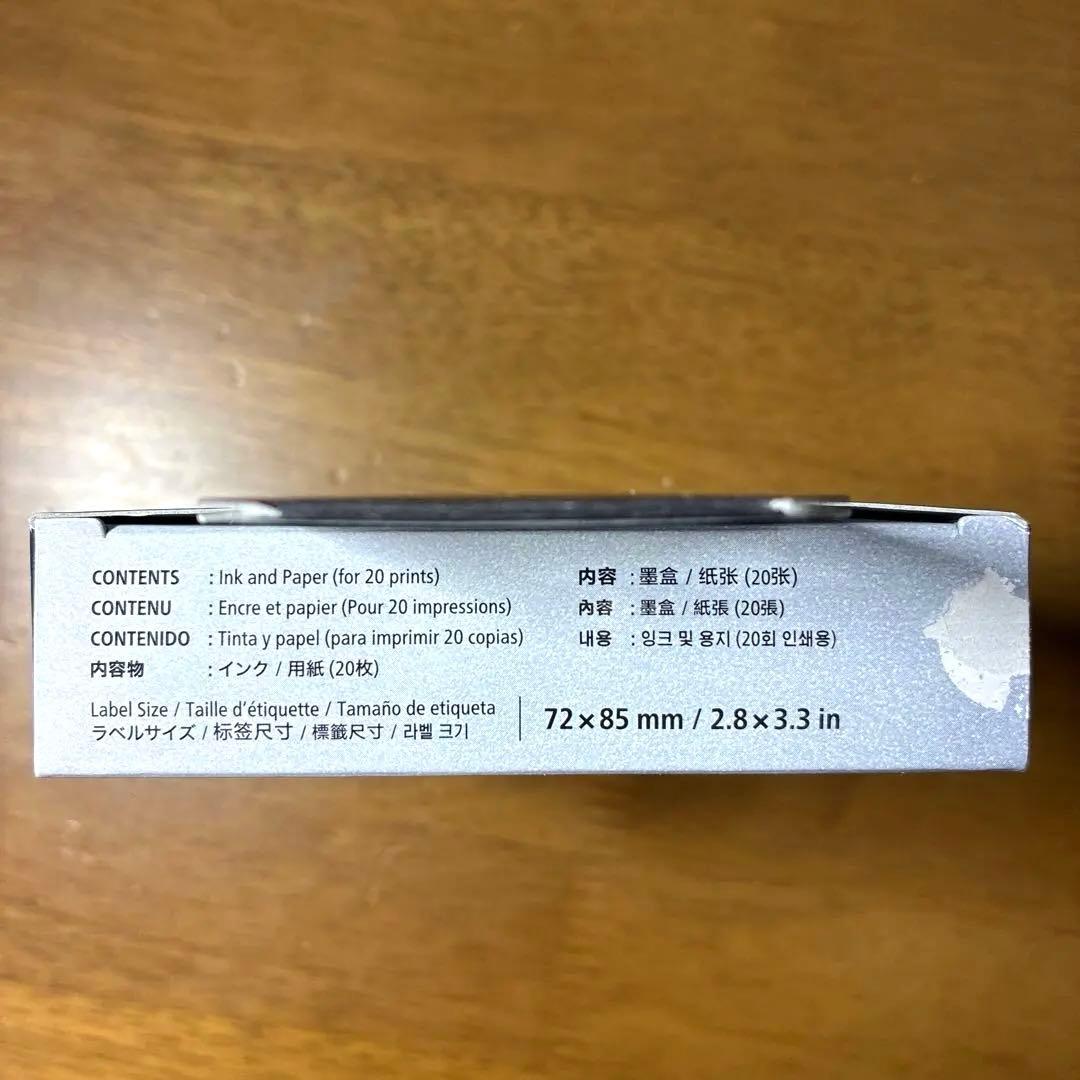 CONTENTS : Ink and Paper (for 20 prints)
CONTENU : Encre et papier (Pour 20 impressions)
CONTENIDO : Tinta y papel (para imprimir 20 copias)
内容物 : インク / 用紙 (20枚)
内容 : 墨盒 / 纸张 (20张)
內容 : 墨盒 / 紙張 (20張)
내용 : 잉크 및 용지 (20회 인쇄용)
Label Size / Taille d'étiquette / Tamaño de etiqueta
ラベルサイズ / 标签尺寸 / 標籤尺寸 / 라벨 크기
72×85 mm / 2.8×3.3 in